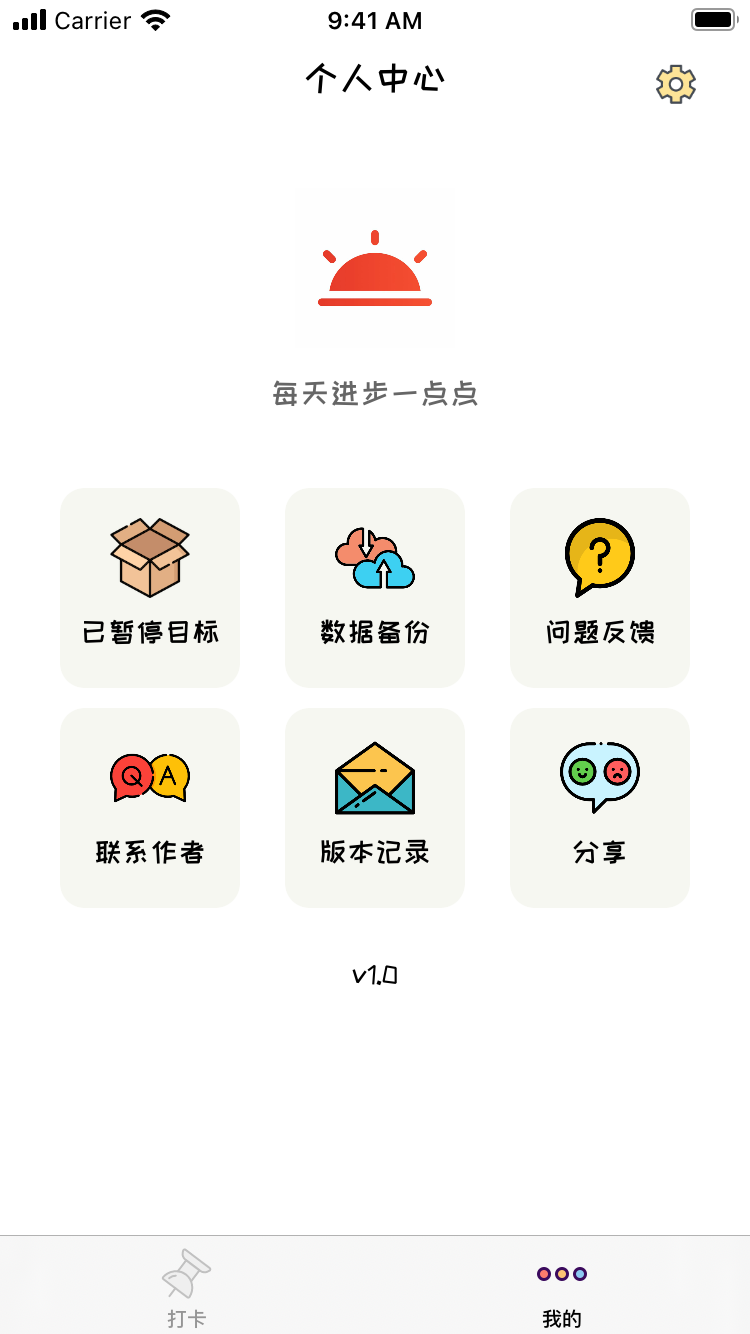 Carrier 9:41 AM
个人中心
每天进步一点点
已暂停目标 数据备份 问题反馈
?
Q A
联系作者 版本记录 分享
v1.0
打卡 我的